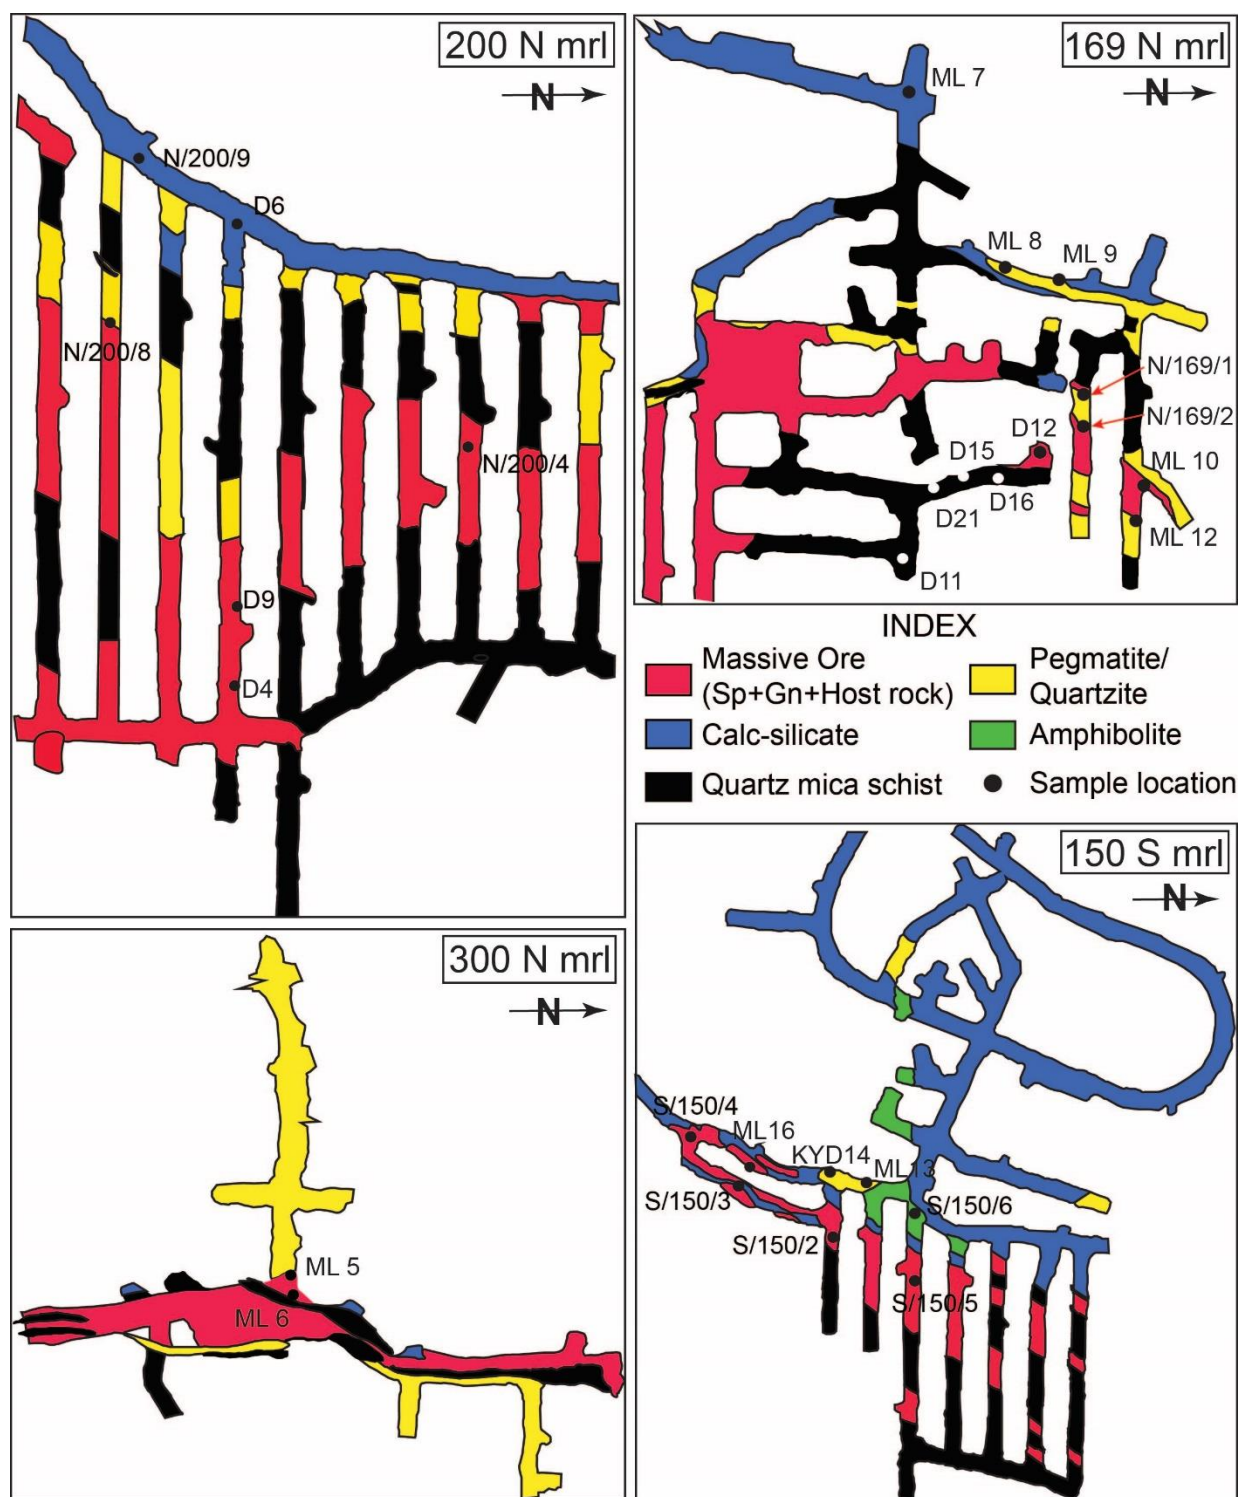 200 N mrl
N
N/200/9
D6
N/200/8
N/200/4
D9
D4
169 N mrl
N
ML 7
ML 8
ML 9
N/169/1
N/169/2
D12
D15
ML 10
D16
D21
ML 12
D11
INDEX
Massive Ore
(Sp+Gn+Host rock)
Pegmatite/
Quartzite
Calc-silicate
Amphibolite
Quartz mica schist
Sample location
300 N mrl
N
ML 5
ML 6
150 S mrl
N
S/150/4
ML16
KYD14
ML13
S/150/3
S/150/6
S/150/2
S/150/5